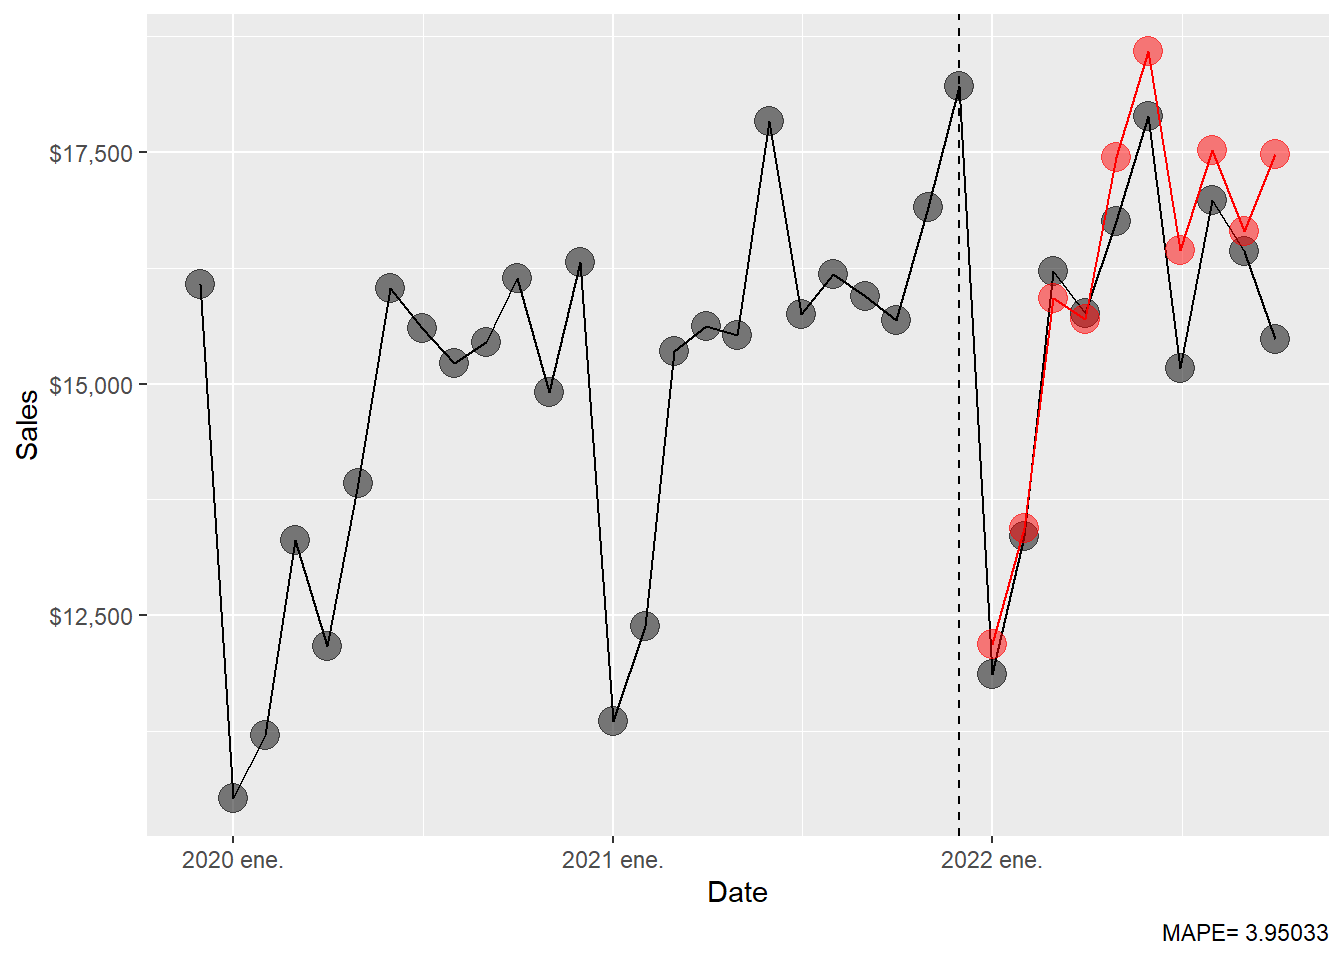 $17,500
$15,000
$12,500
Sales
2020 ene.
2021 ene.
2022 ene.
Date
MAPE= 3.95033